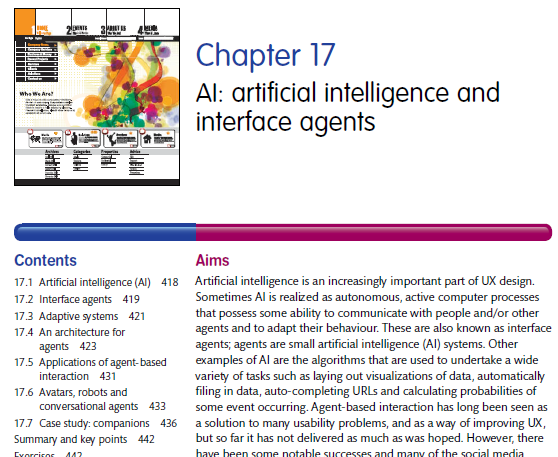 Who We Are?
Chapter 17
AI: artificial intelligence and
interface agents
Contents
17.1 Artificial intelligence (AI) 418
17.2 Interface agents 419
17.3 Adaptive systems 421
17.4 An architecture for
agents 423
17.5 Applications of agent-based
interaction 431
17.6 Avatars, robots and
conversational agents 433
17.7 Case study: companions 436
Summary and key points 442
Exercises 442
Aims
Artificial intelligence is an increasingly important part of UX design.
Sometimes AI is realized as autonomous, active computer processes
that possess some ability to communicate with people and/or other
agents and to adapt their behaviour. These are also known as interface
agents; agents are small artificial intelligence (AI) systems. Other
examples of AI are the algorithms that are used to undertake a wide
variety of tasks such as laying out visualizations of data, automatically
filing in data, auto-completing URLs and calculating probabilities of
some event occurring. Agent-based interaction has long been seen as
a solution to many usability problems, and as a way of improving UX,
but so far it has not delivered as much as was hoped. However, there
have been some notable successes and many of the social media